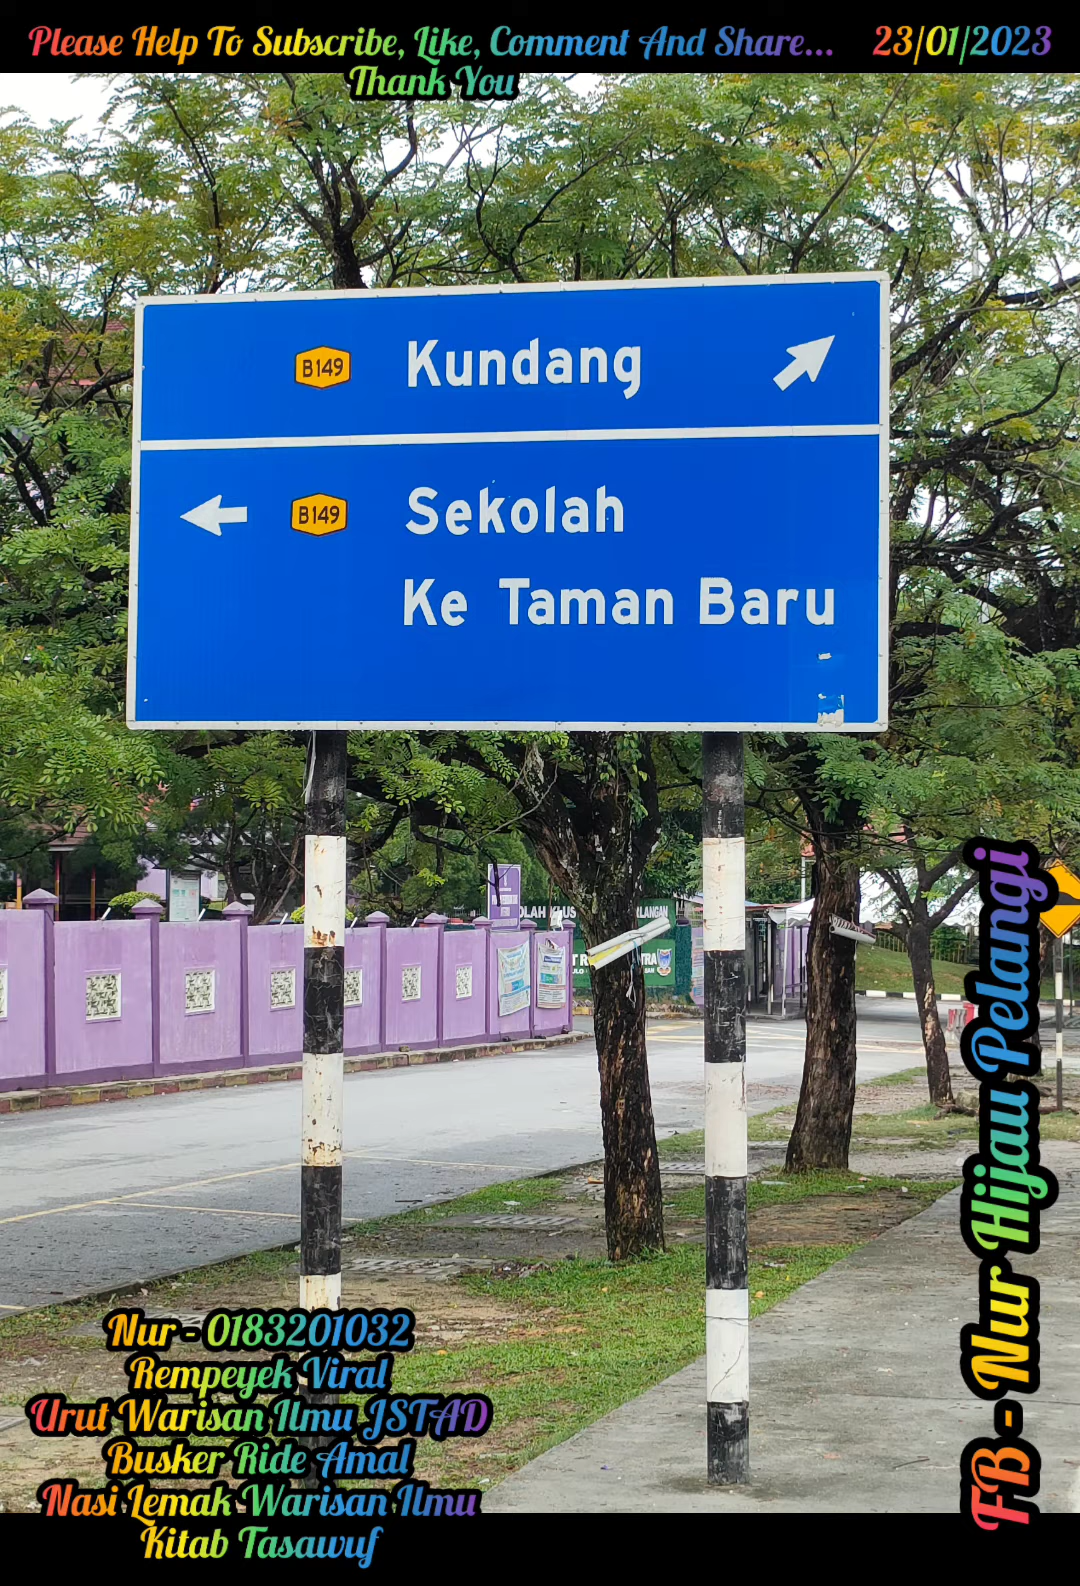 Please Help To Subscribe, Like, Comment And Share... 23/01/2023
Thank You
B149 Kundang
B149 Sekolah
Ke Taman Baru
FB - Nur Hijau Pelangi
Nur - 0183201032
Rempeyek Viral
Urut Warisan Ilmu JSTAD
Busker Ride Amal
Nasi Lemak Warisan Ilmu
Kitab Tasawuf